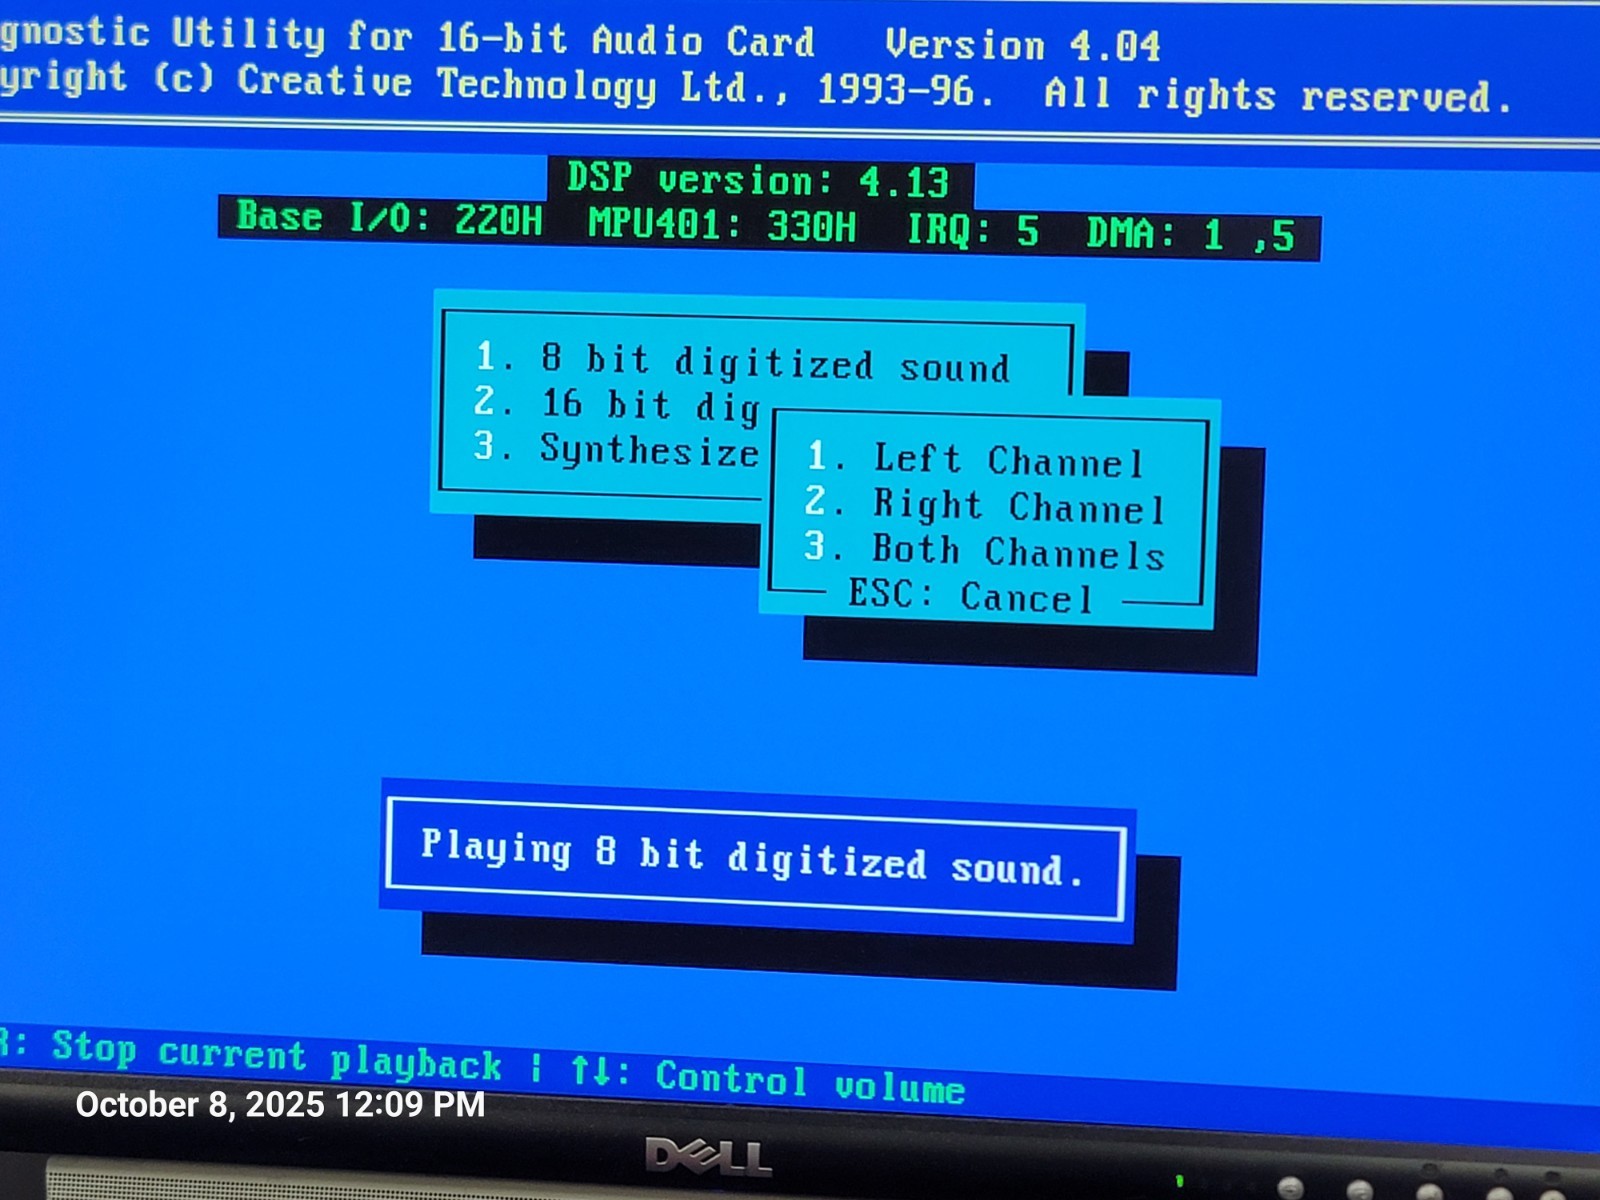 gnostic Utility for 16-bit Audio Card   Version 4.04
yright (c) Creative Technology Ltd., 1993-96.  All rights reserved.
DSP version: 4.13
Base I/O: 220H  MPU401: 330H  IRQ: 5  DMA: 1 ,5
1. 8 bit digitized sound
2. 16 bit dig
3. Synthesize
1. Left Channel
2. Right Channel
3. Both Channels
ESC: Cancel
Playing 8 bit digitized sound.
R: Stop current playback ¦ ↑↓: Control volume
October 8, 2025 12:09 PM
DELL